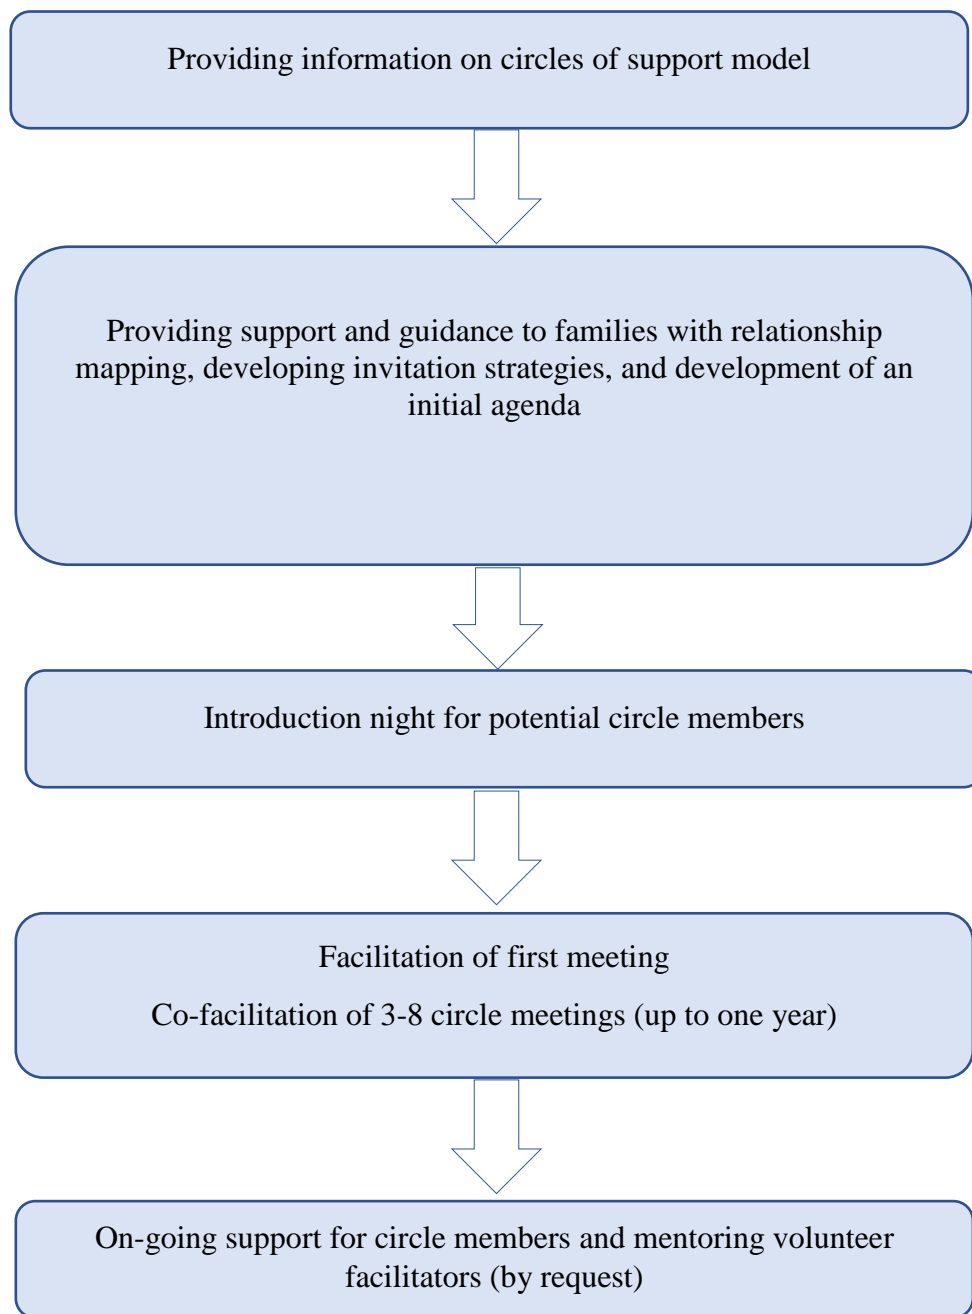 Providing information on circles of support model
Providing support and guidance to families with relationship
mapping, developing invitation strategies, and development of an
initial agenda
Introduction night for potential circle members
Facilitation of first meeting
Co-facilitation of 3-8 circle meetings (up to one year)
On-going support for circle members and mentoring volunteer
facilitators (by request)